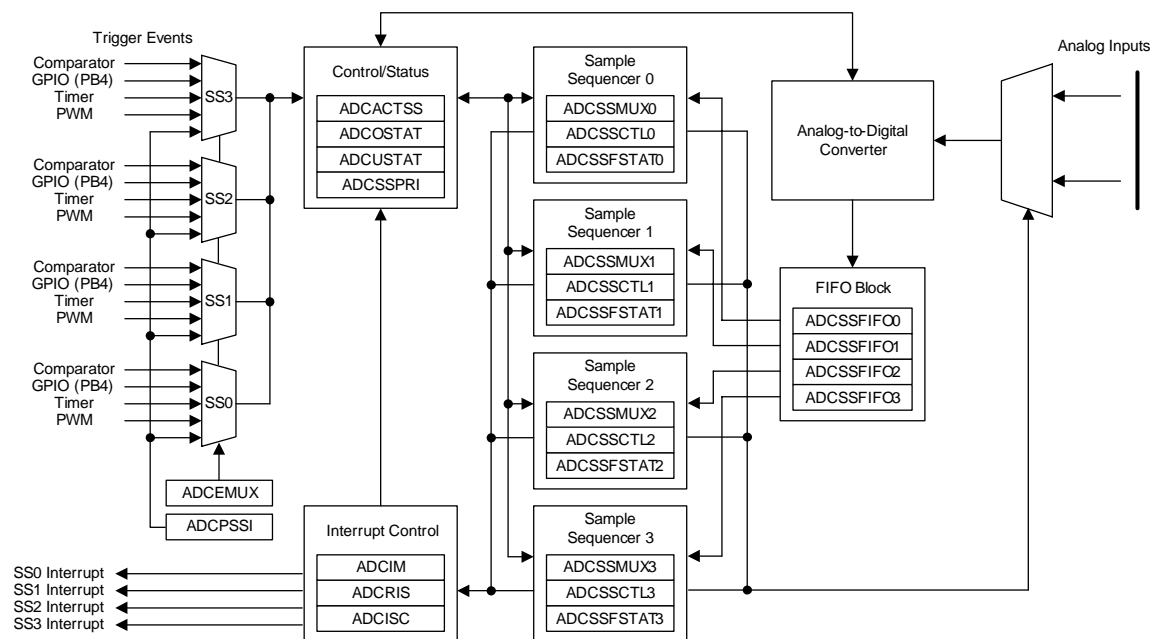 Trigger Events
Comparator
GPIO (PB4)
Timer
PWM
SS3
Comparator
GPIO (PB4)
Timer
PWM
SS2
Comparator
GPIO (PB4)
Timer
PWM
SS1
Comparator
GPIO (PB4)
Timer
PWM
SS0
ADCEMUX
ADCPSSI
Control/Status
ADCACTSS
ADCOSTAT
ADCUSTAT
ADCSSPRI
Interrupt Control
ADCIM
ADCRIS
ADCISC
SS0 Interrupt
SS1 Interrupt
SS2 Interrupt
SS3 Interrupt
Sample
Sequencer 0
ADCSSMUX0
ADCSSCTL0
ADCSSFSTAT0
Sample
Sequencer 1
ADCSSMUX1
ADCSSCTL1
ADCSSFSTAT1
Sample
Sequencer 2
ADCSSMUX2
ADCSSCTL2
ADCSSFSTAT2
Sample
Sequencer 3
ADCSSMUX3
ADCSSCTL3
ADCSSFSTAT3
Analog-to-Digital
Converter
FIFO Block
ADCSSFIFO0
ADCSSFIFO1
ADCSSFIFO2
ADCSSFIFO3
Analog Inputs